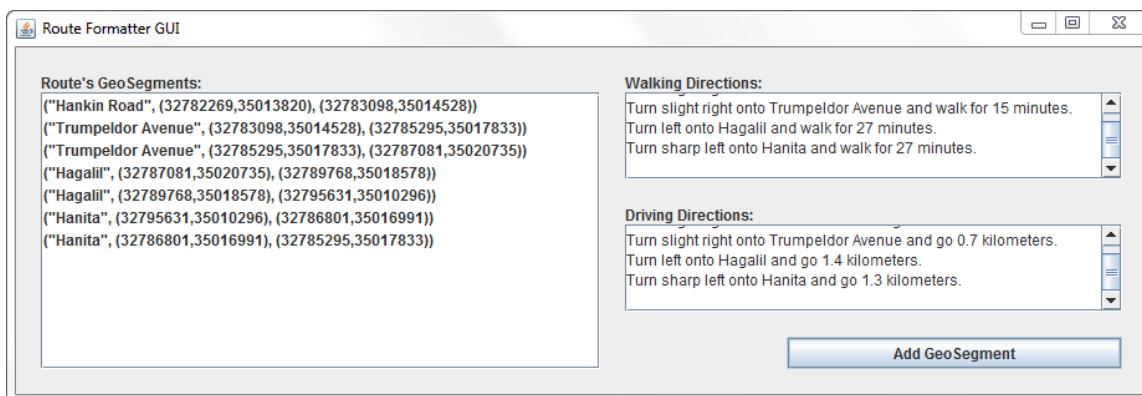 Route Formatter GUI
Route's GeoSegments:
("Hankin Road", (32782269,35013820), (32783098,35014528))
("Trumpeldor Avenue", (32783098,35014528), (32785295,35017833))
("Trumpeldor Avenue", (32785295,35017833), (32787081,35020735))
("Hagalil", (32787081,35020735), (32789768,35018578))
("Hagalil", (32789768,35018578), (32795631,35010296))
("Hanita", (32795631,35010296), (32786801,35016991))
("Hanita", (32786801,35016991), (32785295,35017833))
Walking Directions:
Turn slight right onto Trumpeldor Avenue and walk for 15 minutes.
Turn left onto Hagalil and walk for 27 minutes.
Turn sharp left onto Hanita and walk for 27 minutes.
Driving Directions:
Turn slight right onto Trumpeldor Avenue and go 0.7 kilometers.
Turn left onto Hagalil and go 1.4 kilometers.
Turn sharp left onto Hanita and go 1.3 kilometers.
Add GeoSegment